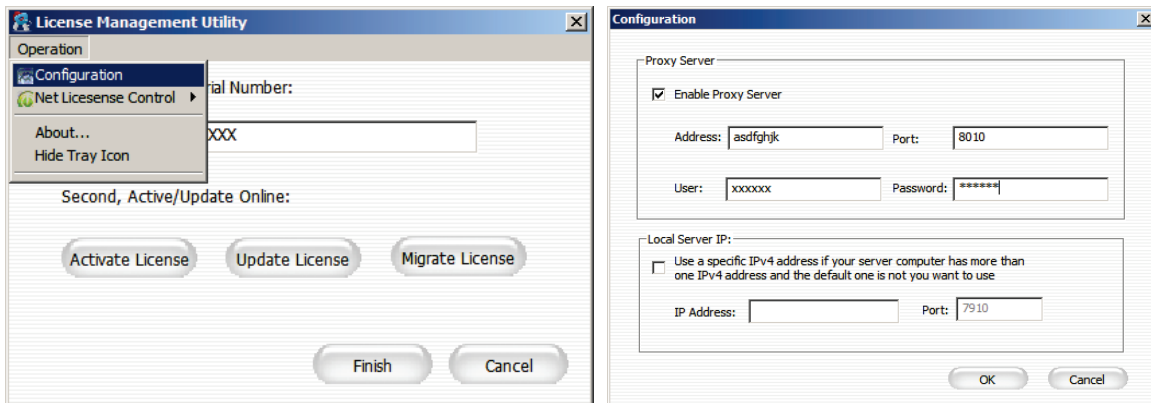 License Management Utility
Operation
Configuration
Net Licesense Control
About...
Hide Tray Icon
rial Number:
XXX
Second, Active/Update Online:
Activate License
Update License
Migrate License
Finish
Cancel
Configuration
Proxy Server
Enable Proxy Server
Address: asdfghjk Port: 8010
User: xxxxxx Password: ******
Local Server IP:
Use a specific IPv4 address if your server computer has more than
one IPv4 address and the default one is not you want to use
IP Address: Port: 7910
OK Cancel